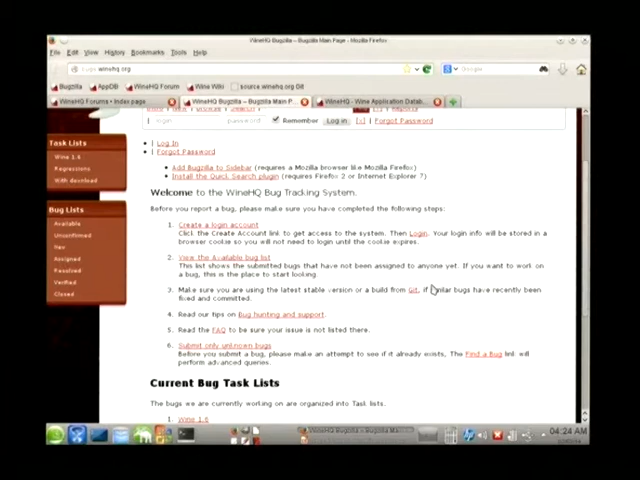 WineHQ Bugzilla – Bugzilla Main Page - Mozilla Firefox
File Edit View History Bookmarks Tools Help
bugs.winehq.org
Google
Bugzilla AppDB WineHQ Forum Wine Wiki source.winehq.org Git
WineHQ Forums • Index page
WineHQ Bugzilla – Bugzilla Main P...
WineHQ - Wine Application Datab...
login password Remember Log in [x] | Forgot Password
| Log In
| Forgot Password
Add Bugzilla to Sidebar (requires a Mozilla browser like Mozilla Firefox)
Install the Quick Search plugin (requires Firefox 2 or Internet Explorer 7)
Task Lists
Wine 1.6
Regressions
With download
Bug Lists
Available
Unconfirmed
New
Assigned
Resolved
Verified
Closed
Welcome to the WineHQ Bug Tracking System.
Before you report a bug, please make sure you have completed the following steps:
1. Create a login account
Click the Create Account link to get access to the system. Then Login. Your login info will be stored in a
browser cookie so you will not need to login until the cookie expires.
2. View the Available bug list
This list shows the submitted bugs that have not been assigned to anyone yet. If you want to work on
a bug, this is the place to start looking.
3. Make sure you are using the latest stable version or a build from Git, if similar bugs have recently been
fixed and committed.
4. Read our tips on Bug hunting and support.
5. Read the FAQ to be sure your issue is not listed there.
6. Submit only unknown bugs
Before you submit a bug, please make an attempt to see if it already exists, The Find a Bug link will
perform advanced queries.
Current Bug Task Lists
The bugs we are currently working on are organized into Task lists.
1. Wine 1.6
WineHQ Bugzilla – Bugzilla Main
04:24 AM